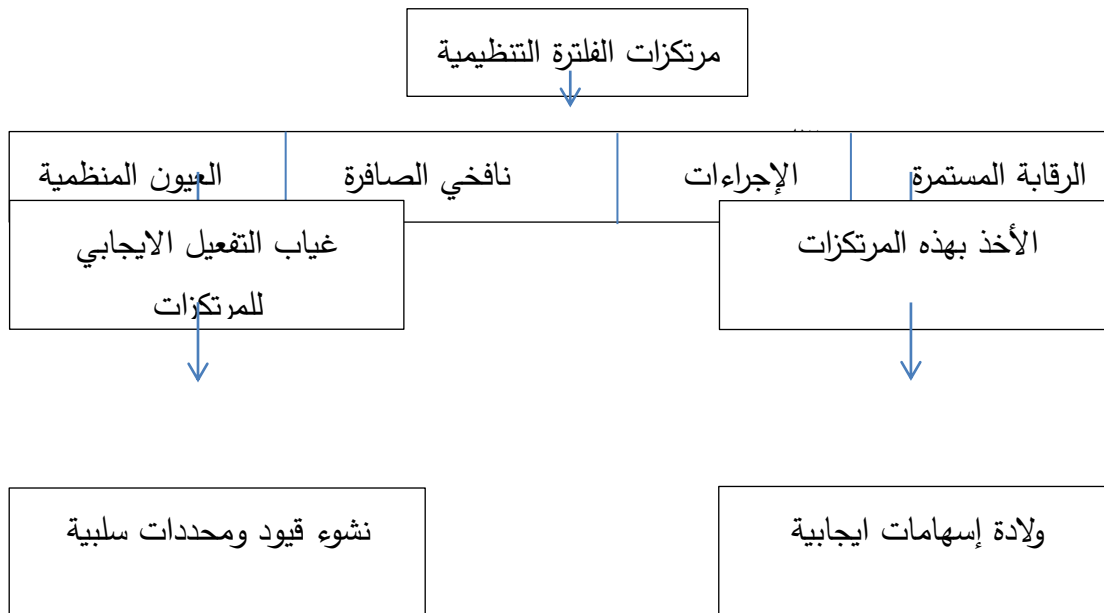 مرتكزات الفلترة التنظيمية
الرقابة المستمرة الإجراءات نافخي الصافرة العيون المنظمية
الأخذ بهذه المرتكزات
غياب التفعيل الايجابي
للمرتكزات
ولادة إسهامات ايجابية
نشوء قيود ومحددات سلبية